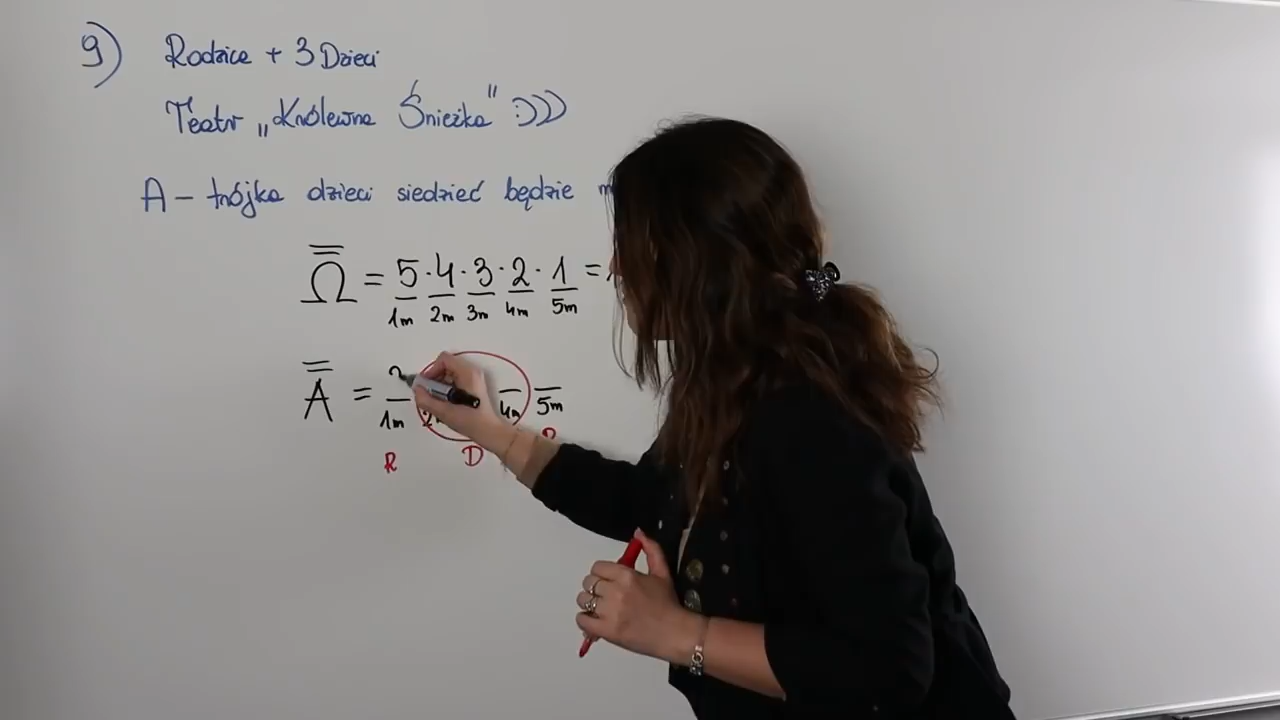 9) Rodzice + 3 Dzieci
Teatr „Królewna Śnieżka" :)))
A – trójka dzieci siedzieć będzie
Ω = 5 · 4 · 3 · 2 · 1 =
1m 2m 3m 4m 5m
A = 2
1m 4m 5m
R D